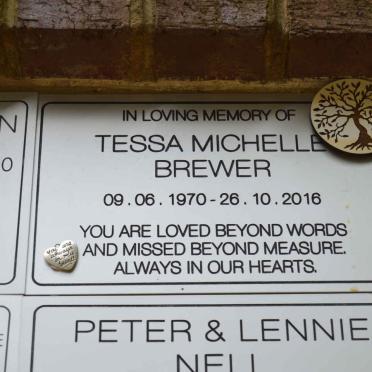 IN LOVING MEMORY OF
TESSA MICHELLE
BREWER
09.06.1970 - 26.10.2016
YOU ARE LOVED BEYOND WORDS
AND MISSED BEYOND MEASURE.
ALWAYS IN OUR HEARTS.
PETER & LENNIE
NELL